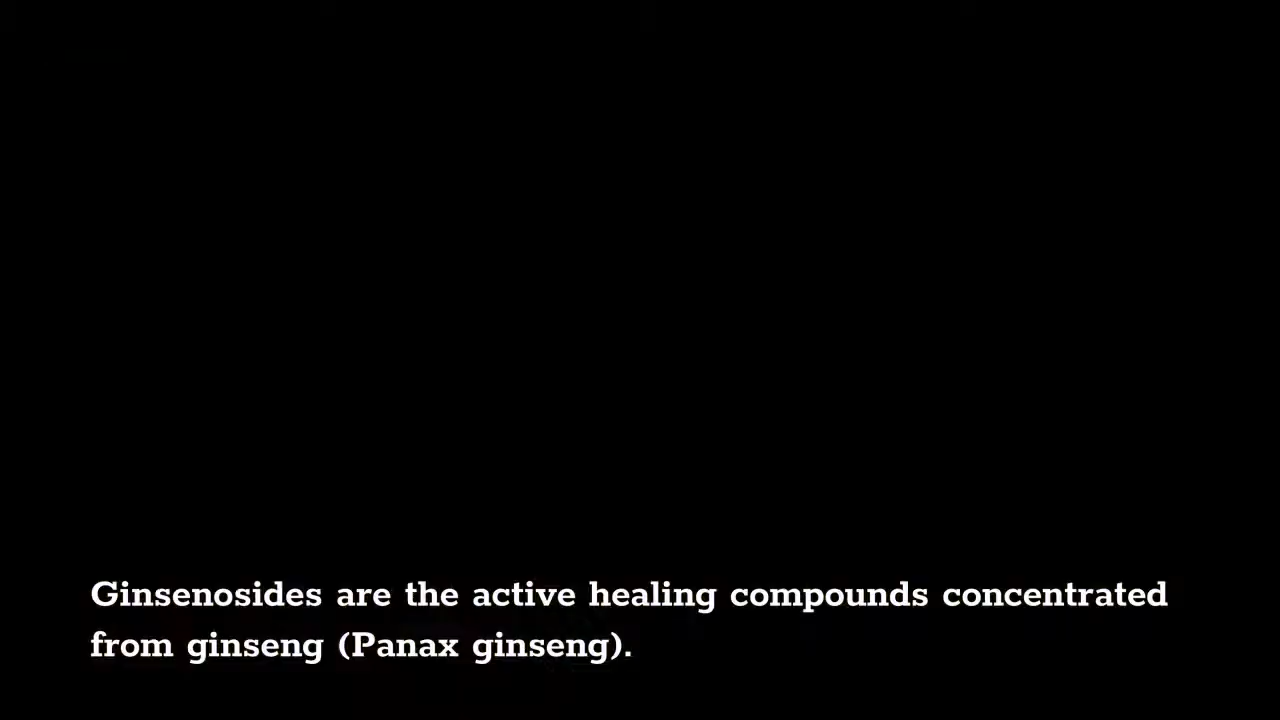 Ginsenosides are the active healing compounds concentrated
from ginseng (Panax ginseng).